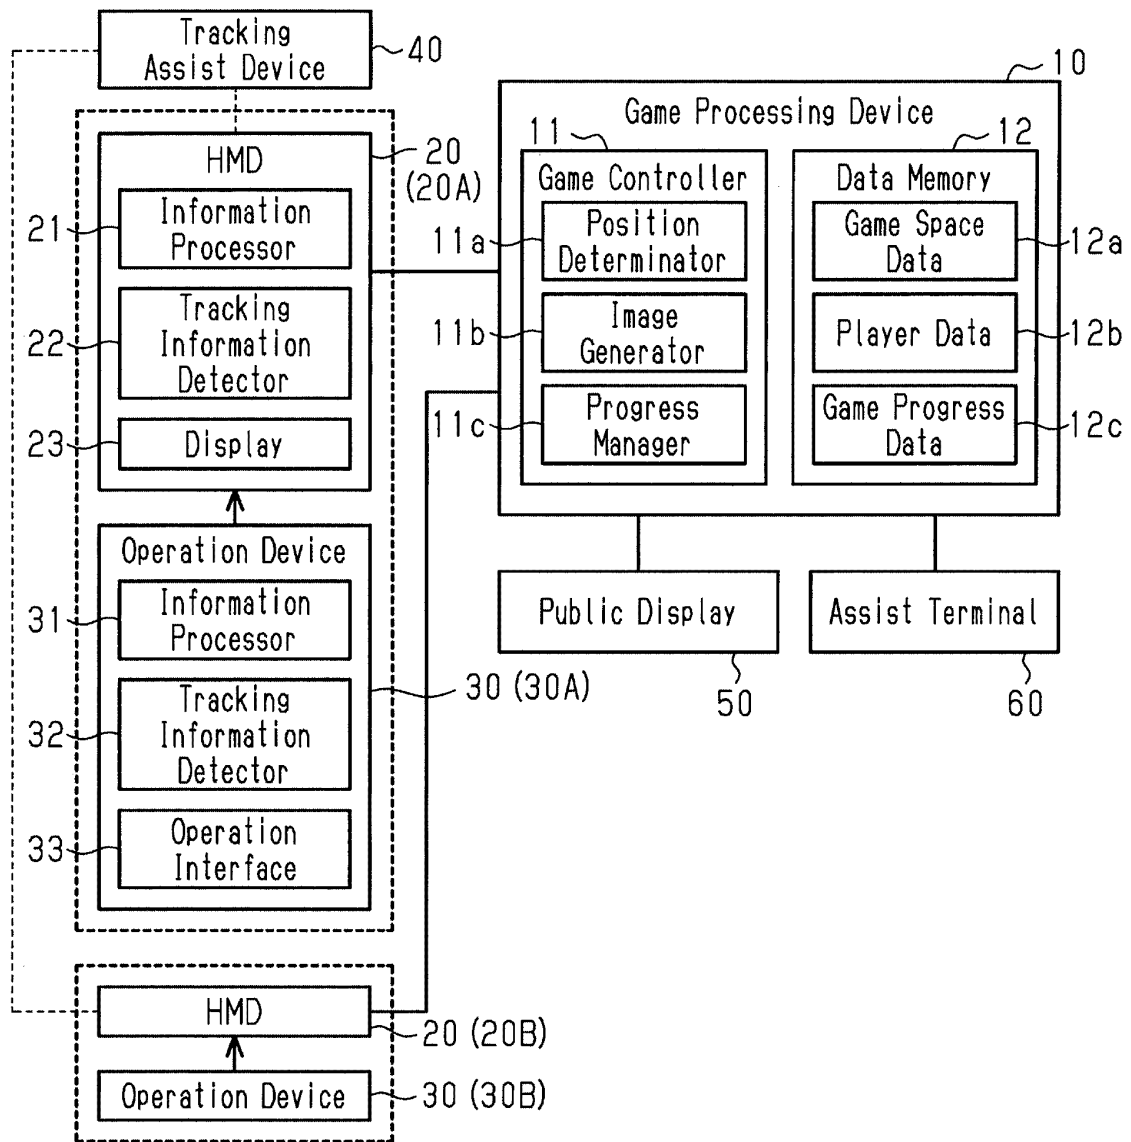 Tracking
Assist Device
40
HMD
20
(20A)
21
Information
Processor
22
Tracking
Information
Detector
23
Display
Operation Device
31
Information
Processor
30 (30A)
32
Tracking
Information
Detector
33
Operation
Interface
HMD
20 (20B)
Operation Device
30 (30B)
10
Game Processing Device
11
Game Controller
11a
Position
Determinator
11b
Image
Generator
11c
Progress
Manager
12
Data Memory
Game Space
Data
12a
Player Data
12b
Game Progress
Data
12c
Public Display
50
Assist Terminal
60